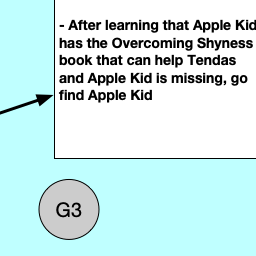 - After learning that Apple Kid
has the Overcoming Shyness
book that can help Tendas
and Apple Kid is missing, go
find Apple Kid
G3